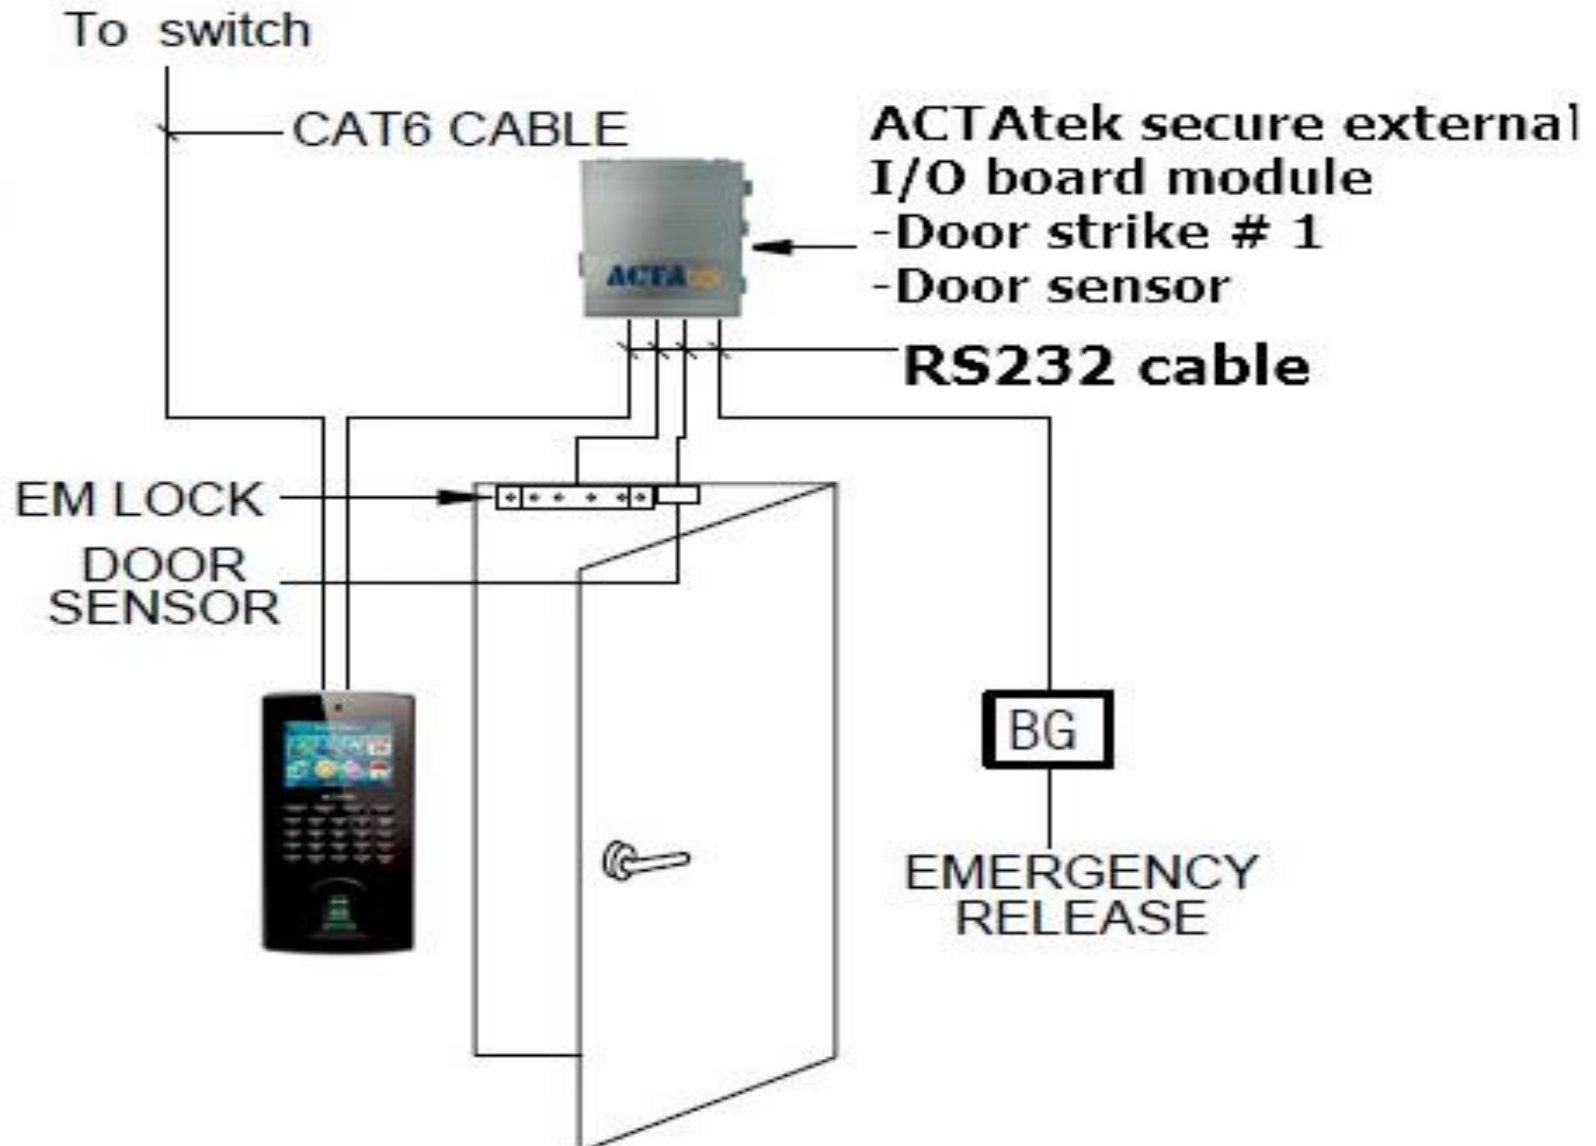 To switch
CAT6 CABLE
ACTAtek secure external
I/O board module
-Door strike # 1
-Door sensor
ACTA
RS232 cable
EM LOCK
DOOR
SENSOR
BG
EMERGENCY
RELEASE